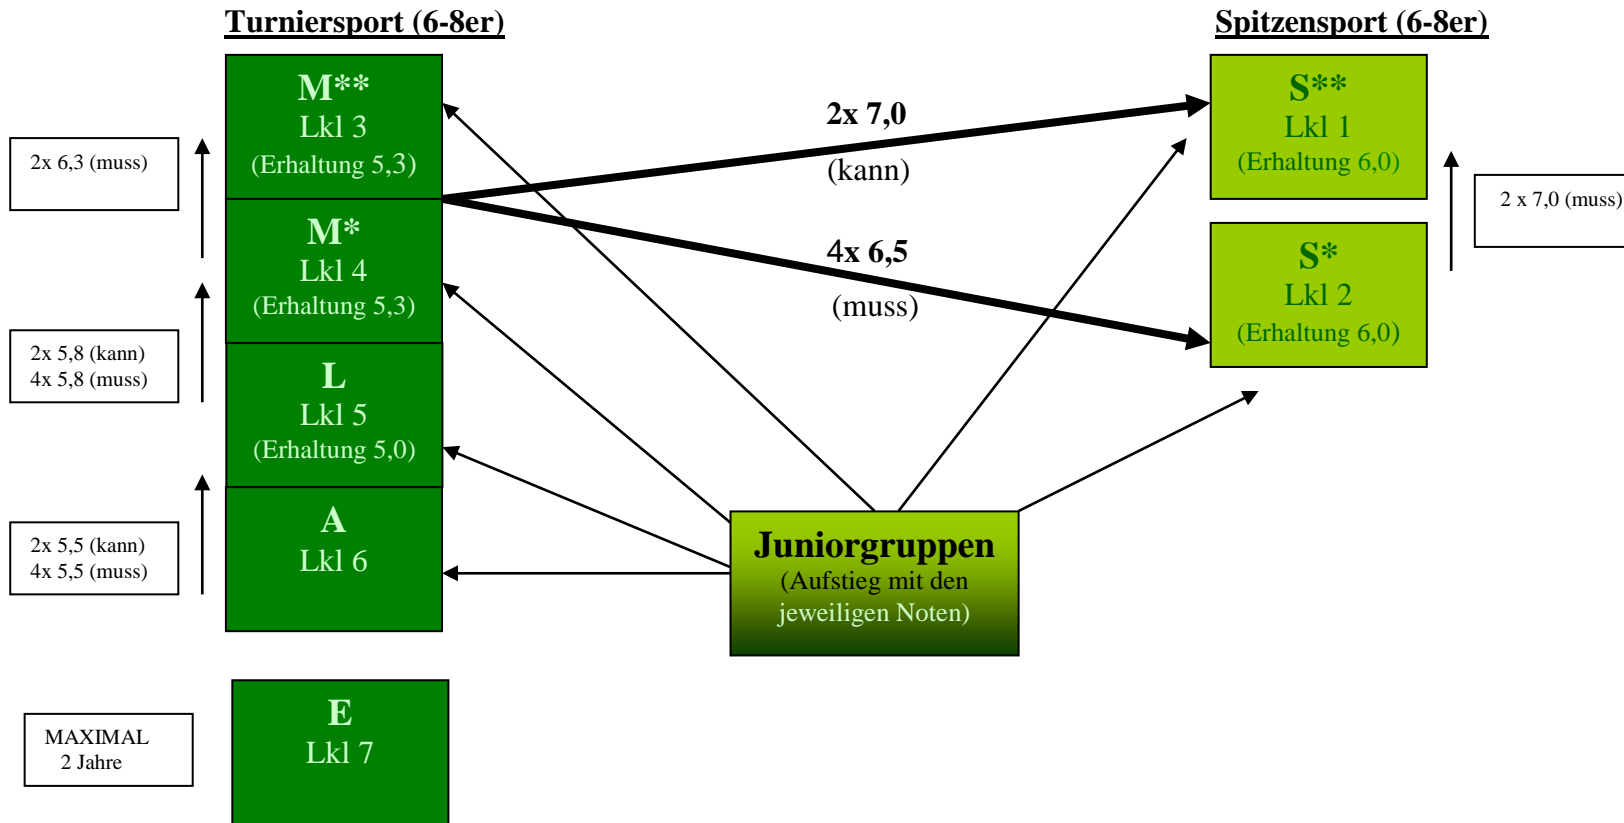 Turniersport (6-8er)
Spitzensport (6-8er)
M**
Lkl 3
(Erhaltung 5,3)
2x 6,3 (muss)
M*
Lkl 4
(Erhaltung 5,3)
2x 5,8 (kann)
4x 5,8 (muss)
L
Lkl 5
(Erhaltung 5,0)
2x 5,5 (kann)
4x 5,5 (muss)
A
Lkl 6
MAXIMAL
2 Jahre
E
Lkl 7
2x 7,0
(kann)
4x 6,5
(muss)
Juniorgruppen
(Aufstieg mit den
jeweiligen Noten)
S**
Lkl 1
(Erhaltung 6,0)
S*
Lkl 2
(Erhaltung 6,0)
2 x 7,0 (muss)